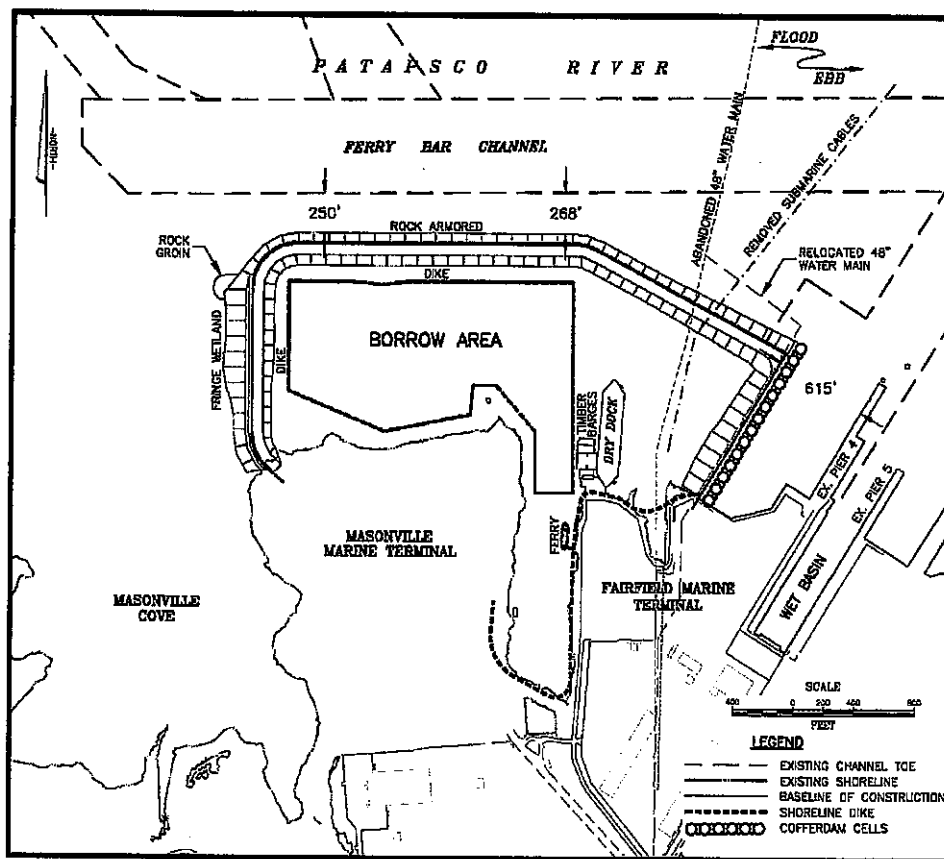 FLOOD
PATAPSCO RIVER
EBB
-NORTH-
FERRY BAR CHANNEL
ABANDONED 48" WATER MAIN
REMOVED SUBMARINE CABLES
250'
268'
ROCK ARMORED
ROCK
GROIN
RELOCATED 48"
WATER MAIN
DIKE
BORROW AREA
FRINGE WETLAND
DIKE
615'
TIMBER
BARGES
DRY DOCK
EX. PIER 4
EX. PIER 5
MASONVILLE
MARINE TERMINAL
FERRY
FAIRFIELD MARINE
TERMINAL
WET BASIN
MASONVILLE
COVE
SCALE
400 0 200 400 800
FEET
LEGEND
EXISTING CHANNEL TOE
EXISTING SHORELINE
BASELINE OF CONSTRUCTION
SHORELINE DIKE
COFFERDAM CELLS